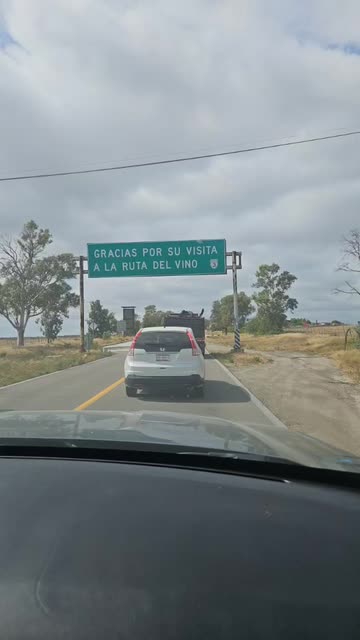 GRACIAS POR SU VISITA
A LA RUTA DEL VINO